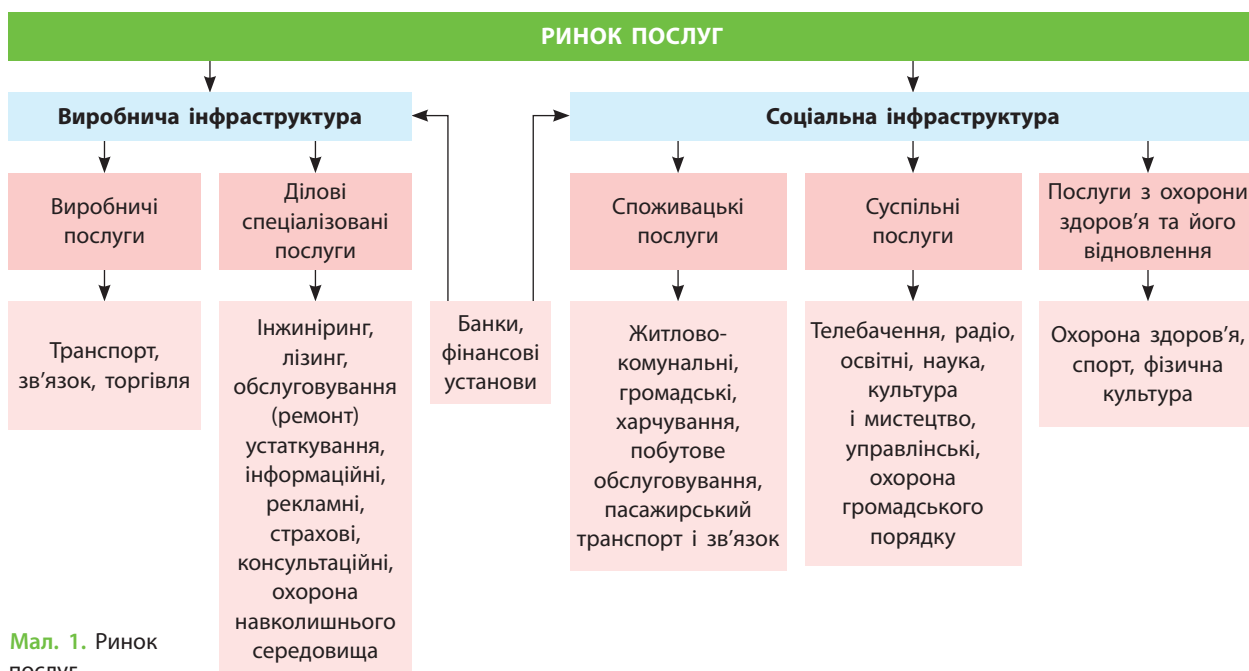 РИНОК ПОСЛУГ
Виробнича інфраструктура
Соціальна інфраструктура
Виробничі
послуги
Ділові
спеціалізовані
послуги
Споживацькі
послуги
Суспільні
послуги
Послуги з охорони
здоров'я та його
відновлення
Транспорт,
зв'язок, торгівля
Інжиніринг,
лізинг,
обслуговування
(ремонт)
устаткування,
інформаційні,
рекламні,
страхові,
консультаційні,
охорона
навколишнього
середовища
Банки,
фінансові
установи
Житлово-
комунальні,
громадські,
харчування,
побутове
обслуговування,
пасажирський
транспорт і зв'язок
Телебачення, радіо,
освітні, наука,
культура
і мистецтво,
управлінські,
охорона
громадського
порядку
Охорона здоров'я,
спорт, фізична
культура
Мал. 1. Ринок
послуг